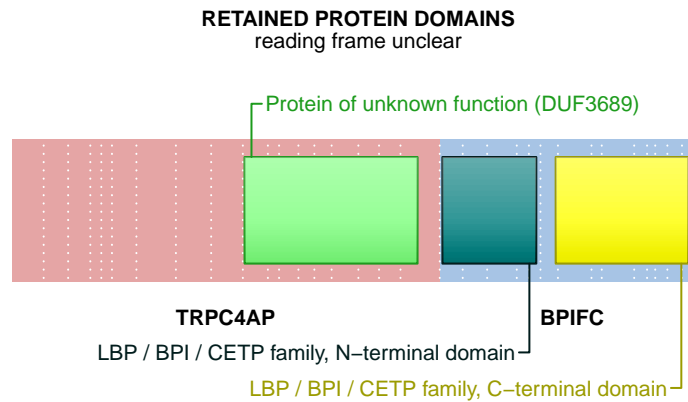 RETAINED PROTEIN DOMAINS
reading frame unclear
Protein of unknown function (DUF3689)
TRPC4AP BPIFC
LBP / BPI / CETP family, N−terminal domain
LBP / BPI / CETP family, C−terminal domain